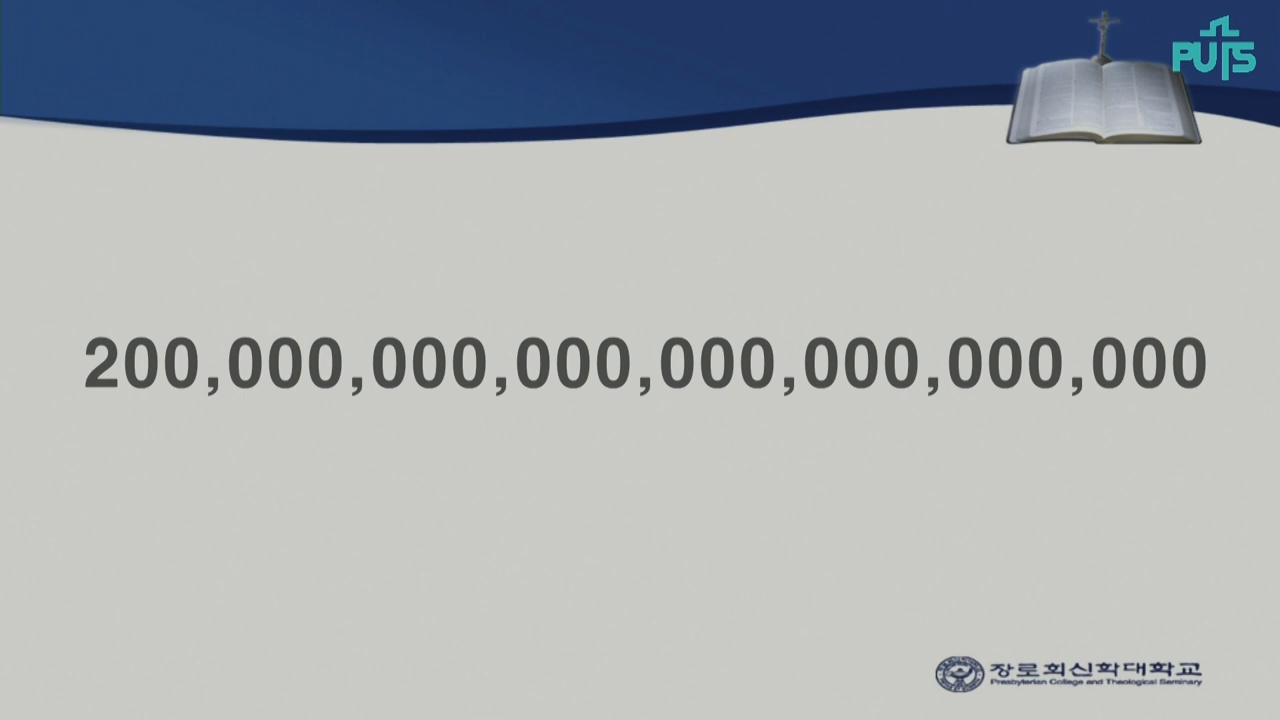 PUTS
200,000,000,000,000,000,000,000
장로회신학대학교
Presbyterian College and Theological Seminary